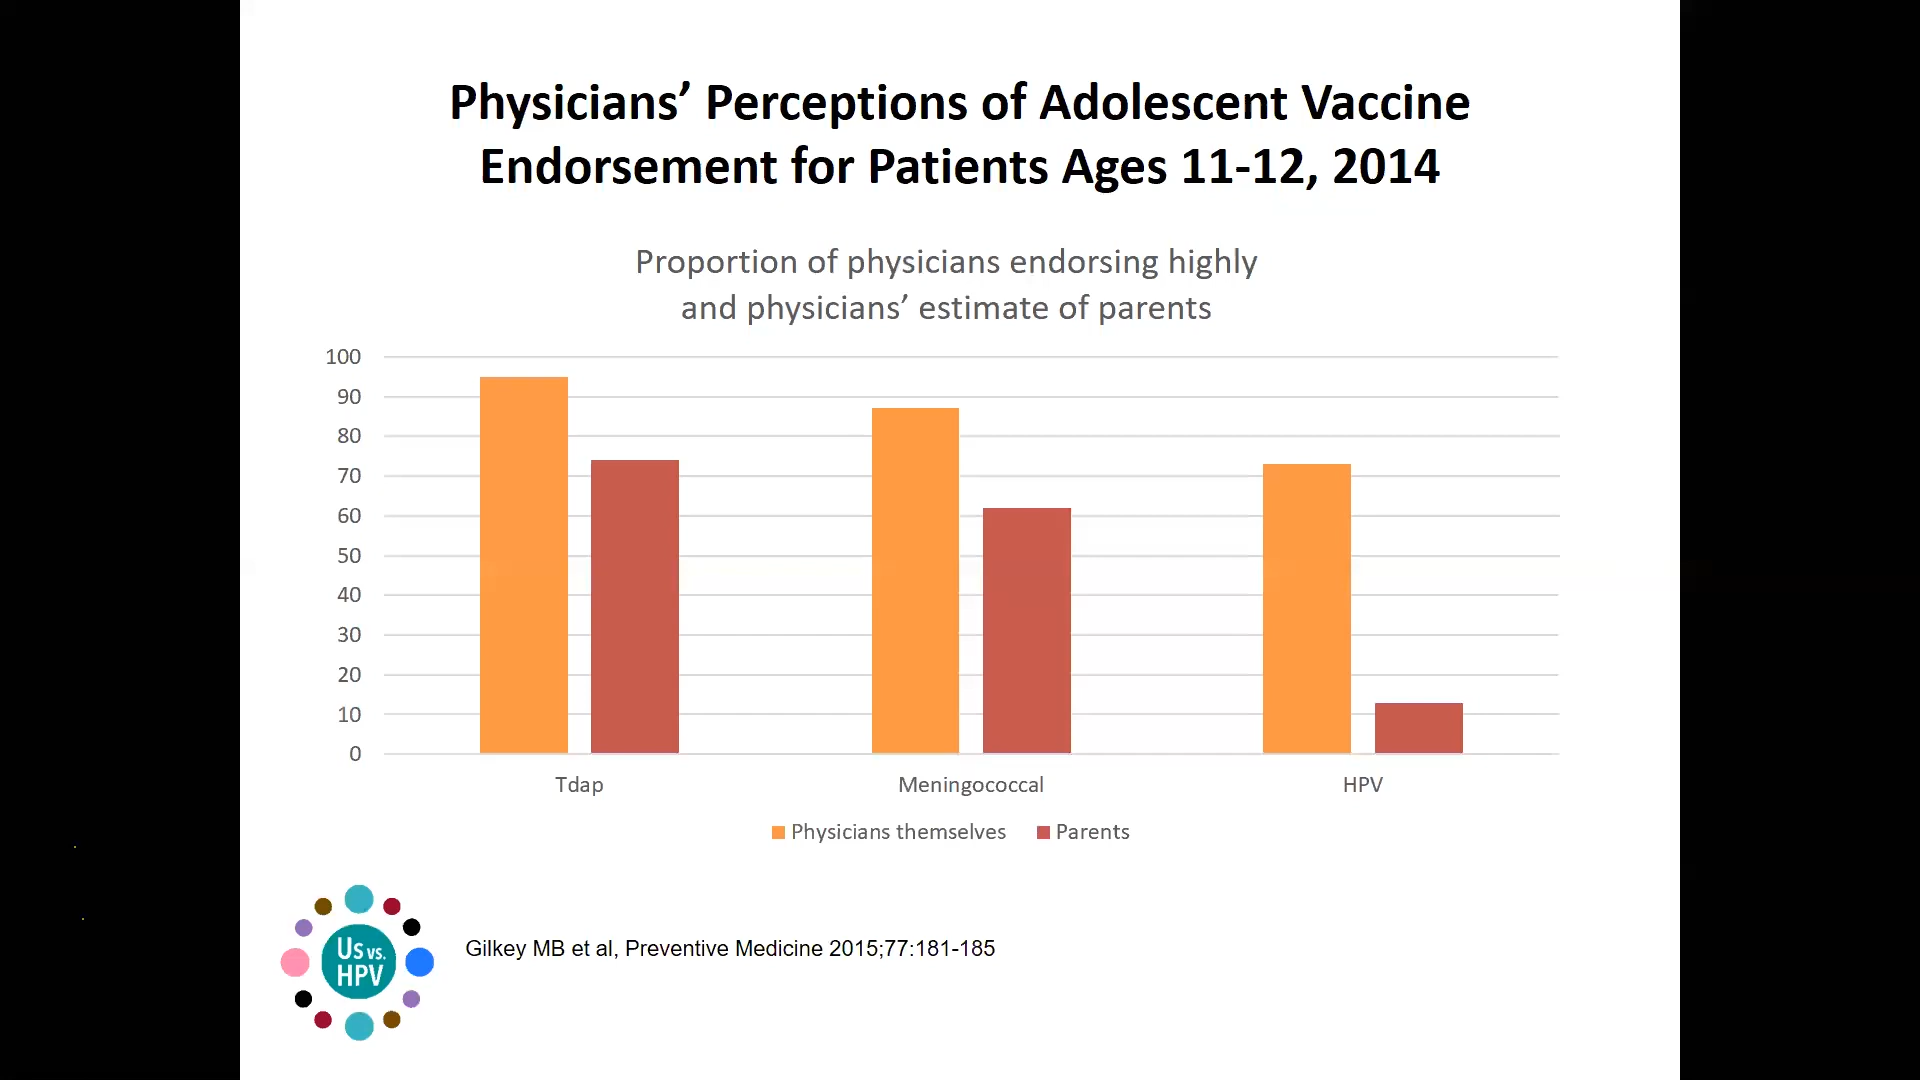 Physicians’ Perceptions of Adolescent Vaccine
Endorsement for Patients Ages 11-12, 2014
Proportion of physicians endorsing highly
and physicians’ estimate of parents
100
90
80
70
60
50
40
30
20
10
0
Tdap Meningococcal HPV
Physicians themselves Parents
Us vs.
HPV
Gilkey MB et al, Preventive Medicine 2015;77:181-185